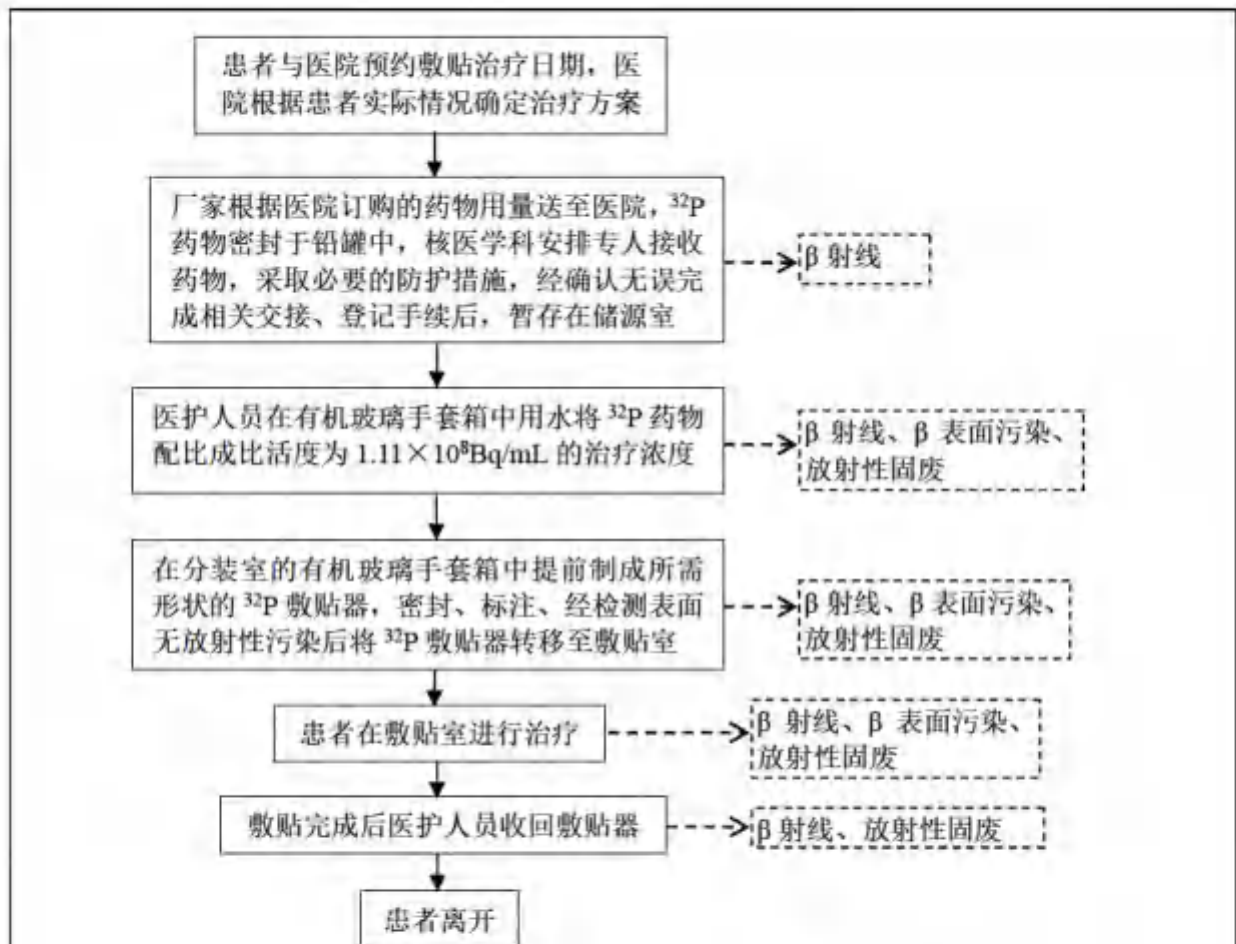 患者与医院预约敷贴治疗日期，医
院根据患者实际情况确定治疗方案
厂家根据医院订购的药物用量送至医院，³²P
药物密封于铅罐中，核医学科安排专人接收
药物，采取必要的防护措施，经确认无误完
成相关交接、登记手续后，暂存在储源室
β 射线
医护人员在有机玻璃手套箱中用水将 ³²P 药物
配比成比活度为 1.11×10⁸Bq/mL 的治疗浓度
β 射线、β 表面污染、
放射性固废
在分装室的有机玻璃手套箱中提前制成所需
形状的 ³²P 敷贴器，密封、标注、经检测表面
无放射性污染后将 ³²P 敷贴器转移至敷贴室
β 射线、β 表面污染、
放射性固废
患者在敷贴室进行治疗
β 射线、β 表面污染、
放射性固废
敷贴完成后医护人员收回敷贴器
β 射线、放射性固废
患者离开